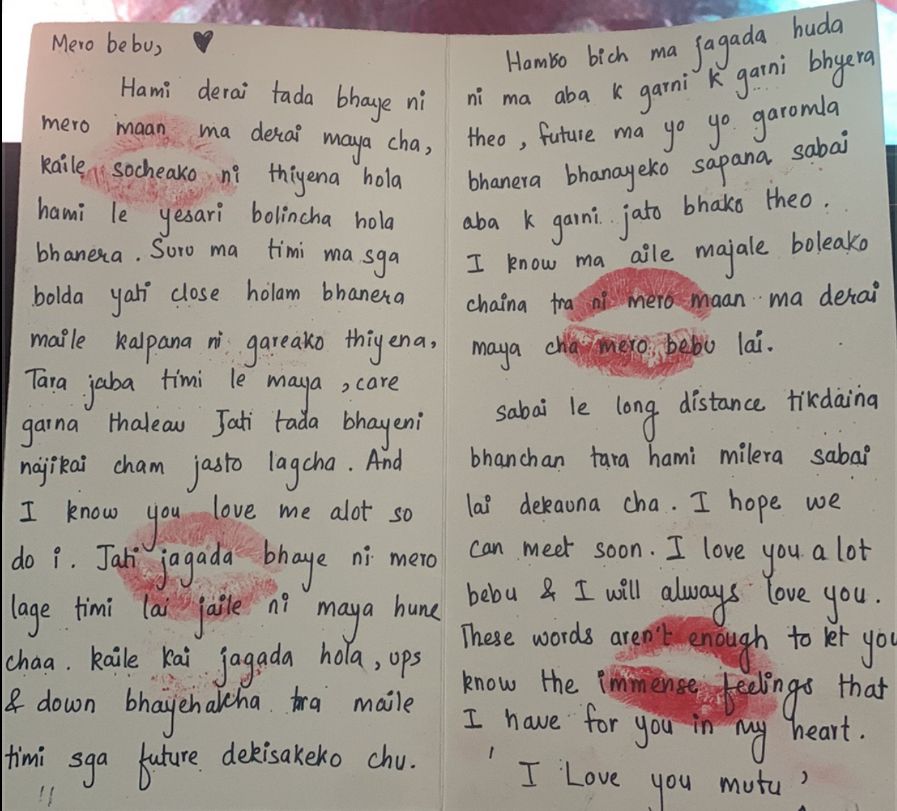 Mero bebu, ♥
Hami derai tada bhaye ni
mero maan ma derai maya cha,
kaile socheako ni thiyena hola
hami le yesari bolincha hola
bhanera. Suru ma timi ma sga
bolda yati close holam bhanera
maile kalpana ni gareako thiyena,
Tara jaba timi le maya, care
garna thaleau Jati tada bhayeni
najikai cham jasto lagcha. And
I know you love me alot so
do i. Jati jagada bhaye ni mero
lage timi lai jaile ni maya hune
chaa. Kaile Kai jagada hola, ups
& down bhayehalcha tra maile
timi sga future dekisakeko chu.
Hamro bich ma jagada huda
ni ma aba k garni k garni bhyera
theo, future ma yo yo garomla
bhanera bhanayeko sapana sabai
aba k garni jato bhako theo.
I know ma aile majale boleako
chaina tra ni mero maan ma derai
maya cha mero bebu lai.
Sabai le long distance tikdaina
bhanchan tara hami milera sabai
lai dekauna cha. I hope we
can meet soon. I love you a lot
bebu & I will always love you.
These words aren't enough to let you
know the immense feelings that
I have for you in my heart.
' I Love you mutu '